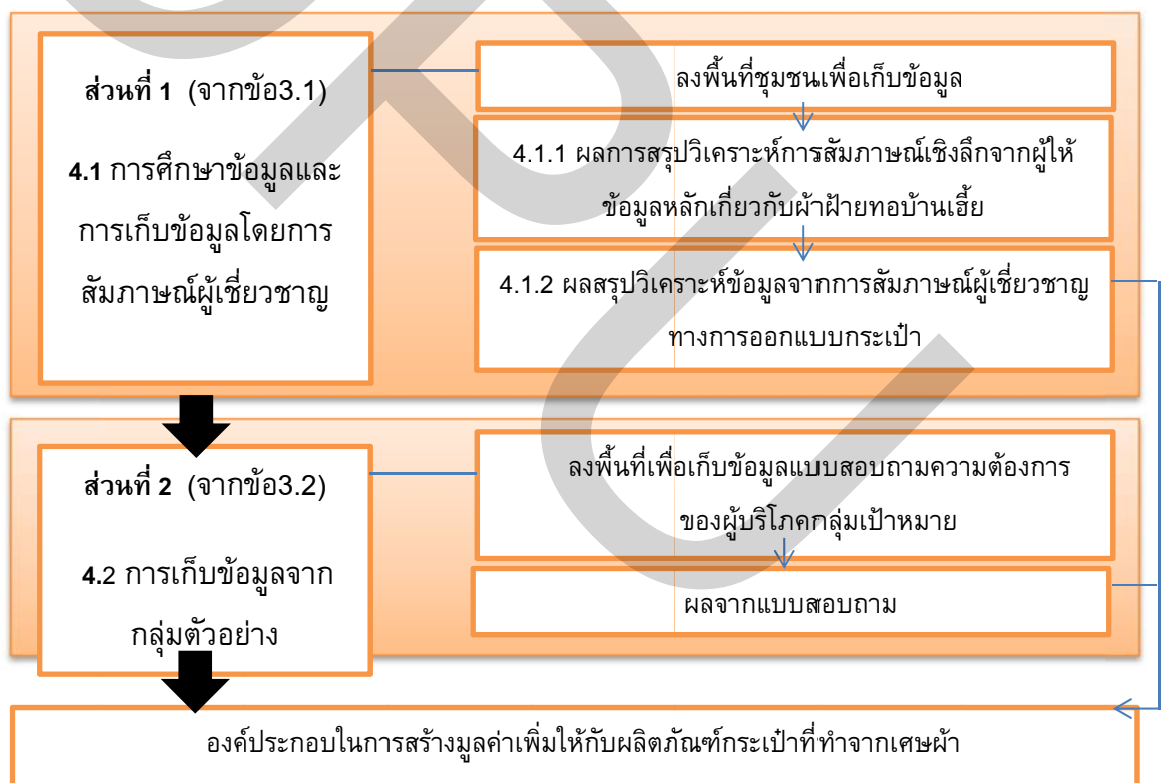 ส่วนที่ 1 (จากข้อ3.1)
4.1 การศึกษาข้อมูลและ
การเก็บข้อมูลโดยการ
สัมภาษณ์ผู้เชี่ยวชาญ
ลงพื้นที่ชุมชนเพื่อเก็บข้อมูล
4.1.1 ผลการสรุปวิเคราะห์การสัมภาษณ์เชิงลึกจากผู้ให้
ข้อมูลหลักเกี่ยวกับผ้าฝ้ายทอบ้านเฮี้ย
4.1.2 ผลสรุปวิเคราะห์ข้อมูลจากการสัมภาษณ์ผู้เชี่ยวชาญ
ทางการออกแบบกระเป๋า
ส่วนที่ 2 (จากข้อ3.2)
4.2 การเก็บข้อมูลจาก
กลุ่มตัวอย่าง
ลงพื้นที่เพื่อเก็บข้อมูลแบบสอบถามความต้องการ
ของผู้บริโภคกลุ่มเป้าหมาย
ผลจากแบบสอบถาม
องค์ประกอบในการสร้างมูลค่าเพิ่มให้กับผลิตภัณฑ์กระเป๋าที่ทำจากเศษผ้า